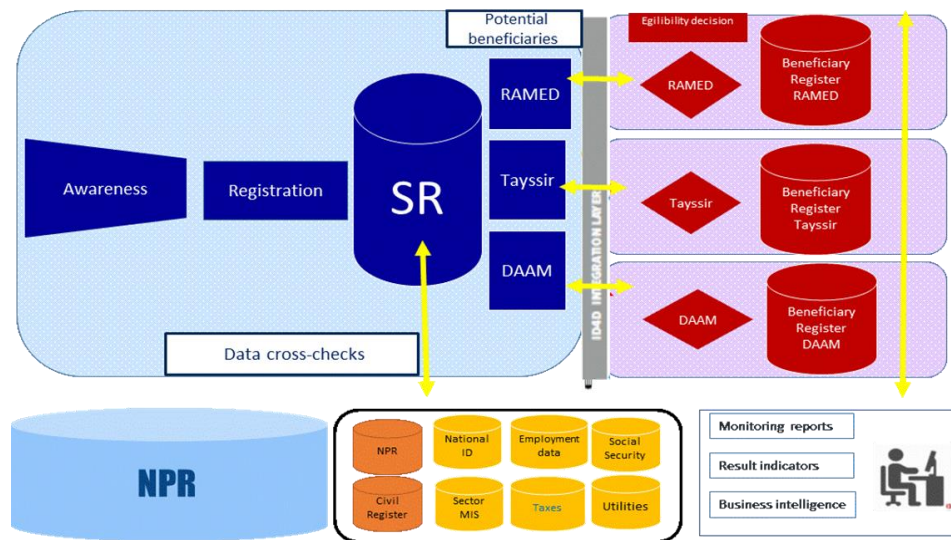 Potential
beneficiaries
Egilibility decision
RAMED
RAMED
Beneficiary
Register
RAMED
Awareness
Registration
SR
Tayssir
Tayssir
Beneficiary
Register
Tayssir
DAAM
DAAM
Beneficiary
Register
DAAM
ID4D INTEGRATION LAYER
Data cross-checks
NPR
NPR
National
ID
Employment
data
Social
Security
Civil
Register
Sector
MIS
Taxes
Utilities
Monitoring reports
Result indicators
Business intelligence